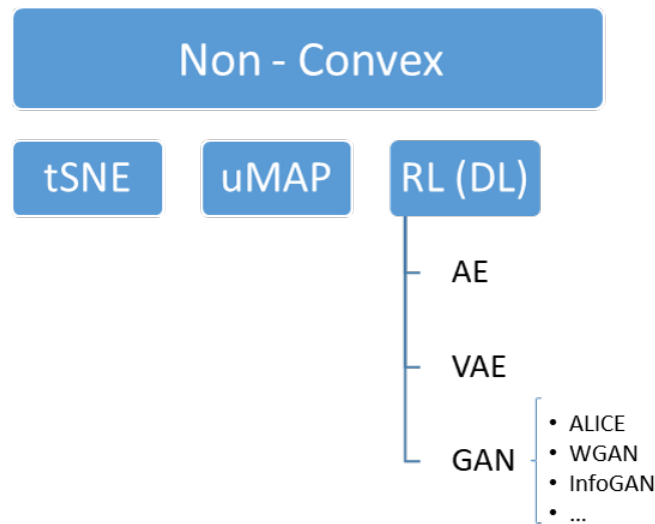 Non - Convex
tSNE uMAP RL (DL)
AE
VAE
GAN
• ALICE
• WGAN
• InfoGAN
• ...